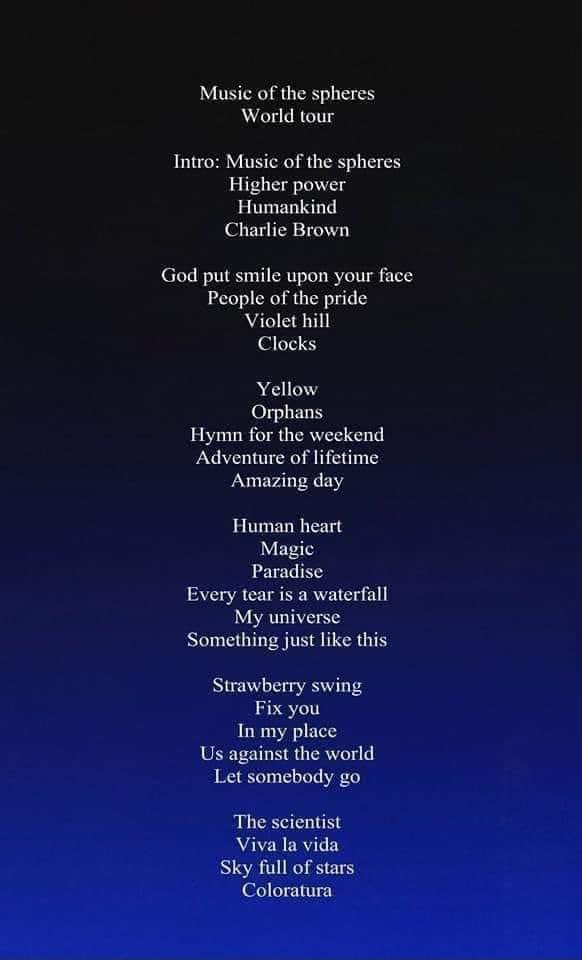 Music of the spheres
World tour
Intro: Music of the spheres
Higher power
Humankind
Charlie Brown
God put smile upon your face
People of the pride
Violet hill
Clocks
Yellow
Orphans
Hymn for the weekend
Adventure of lifetime
Amazing day
Human heart
Magic
Paradise
Every tear is a waterfall
My universe
Something just like this
Strawberry swing
Fix you
In my place
Us against the world
Let somebody go
The scientist
Viva la vida
Sky full of stars
Coloratura